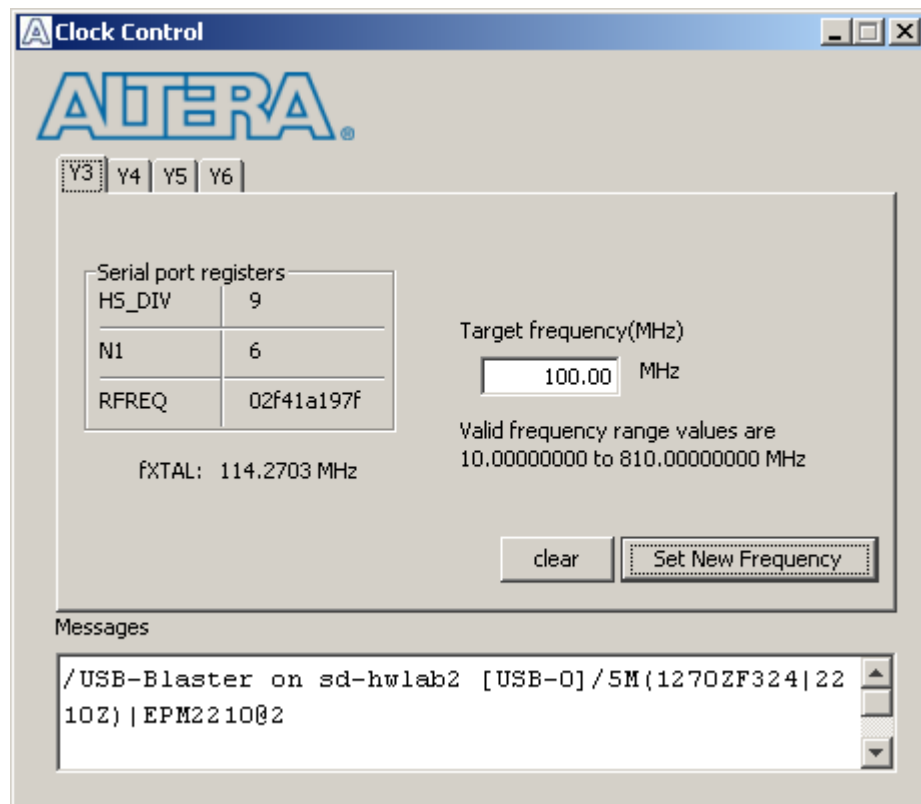 Clock Control
ALTERA®
Y3 Y4 Y5 Y6
Serial port registers
HS_DIV 9
N1 6
RFREQ 02f41a197f
fXTAL: 114.2703 MHz
Target frequency(MHz)
100.00 MHz
Valid frequency range values are
10.00000000 to 810.00000000 MHz
clear Set New Frequency
Messages
/USB-Blaster on sd-hwlab2 [USB-0]/5M(1270ZF324|22
10Z)|EPM2210@2